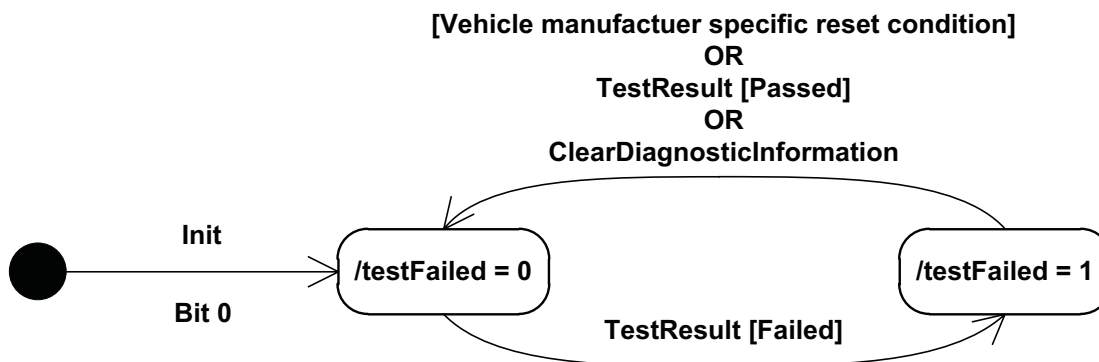 [Vehicle manufactuer specific reset condition]
OR
TestResult [Passed]
OR
ClearDiagnosticInformation
Init
/testFailed = 0
/testFailed = 1
Bit 0
TestResult [Failed]